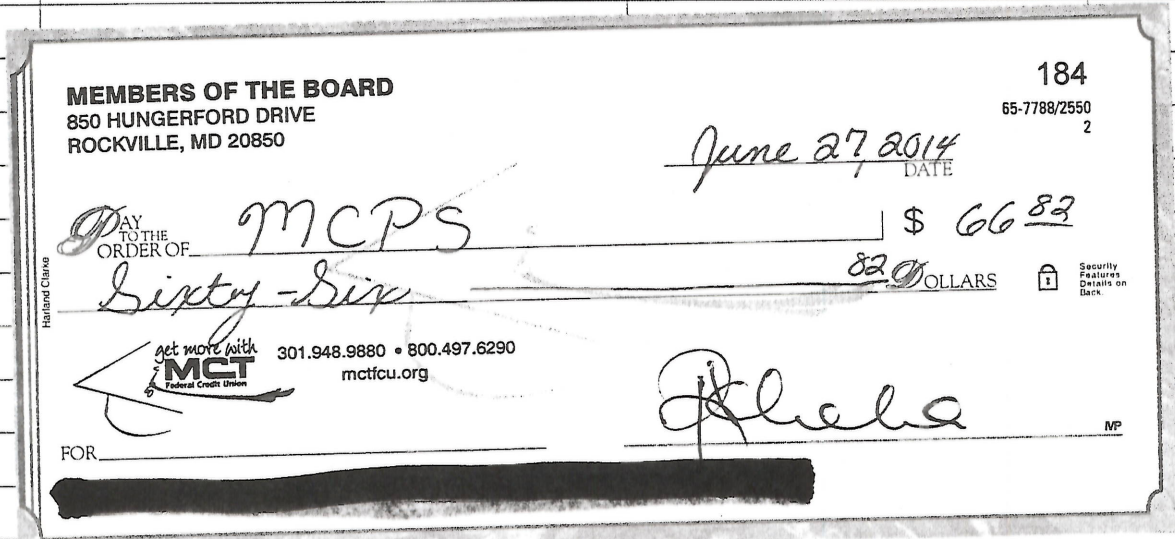 MEMBERS OF THE BOARD
850 HUNGERFORD DRIVE
ROCKVILLE, MD 20850
184
65-7788/2550
2
June 27, 2014
DATE
PAY TO THE ORDER OF MCPS $ 66 82
Sixty-Six 82 DOLLARS
Security Features Details on Back.
Harland Clarke
get more with
MCT
Federal Credit Union
301.948.9880 • 800.497.6290
mctfcu.org
FOR
MP